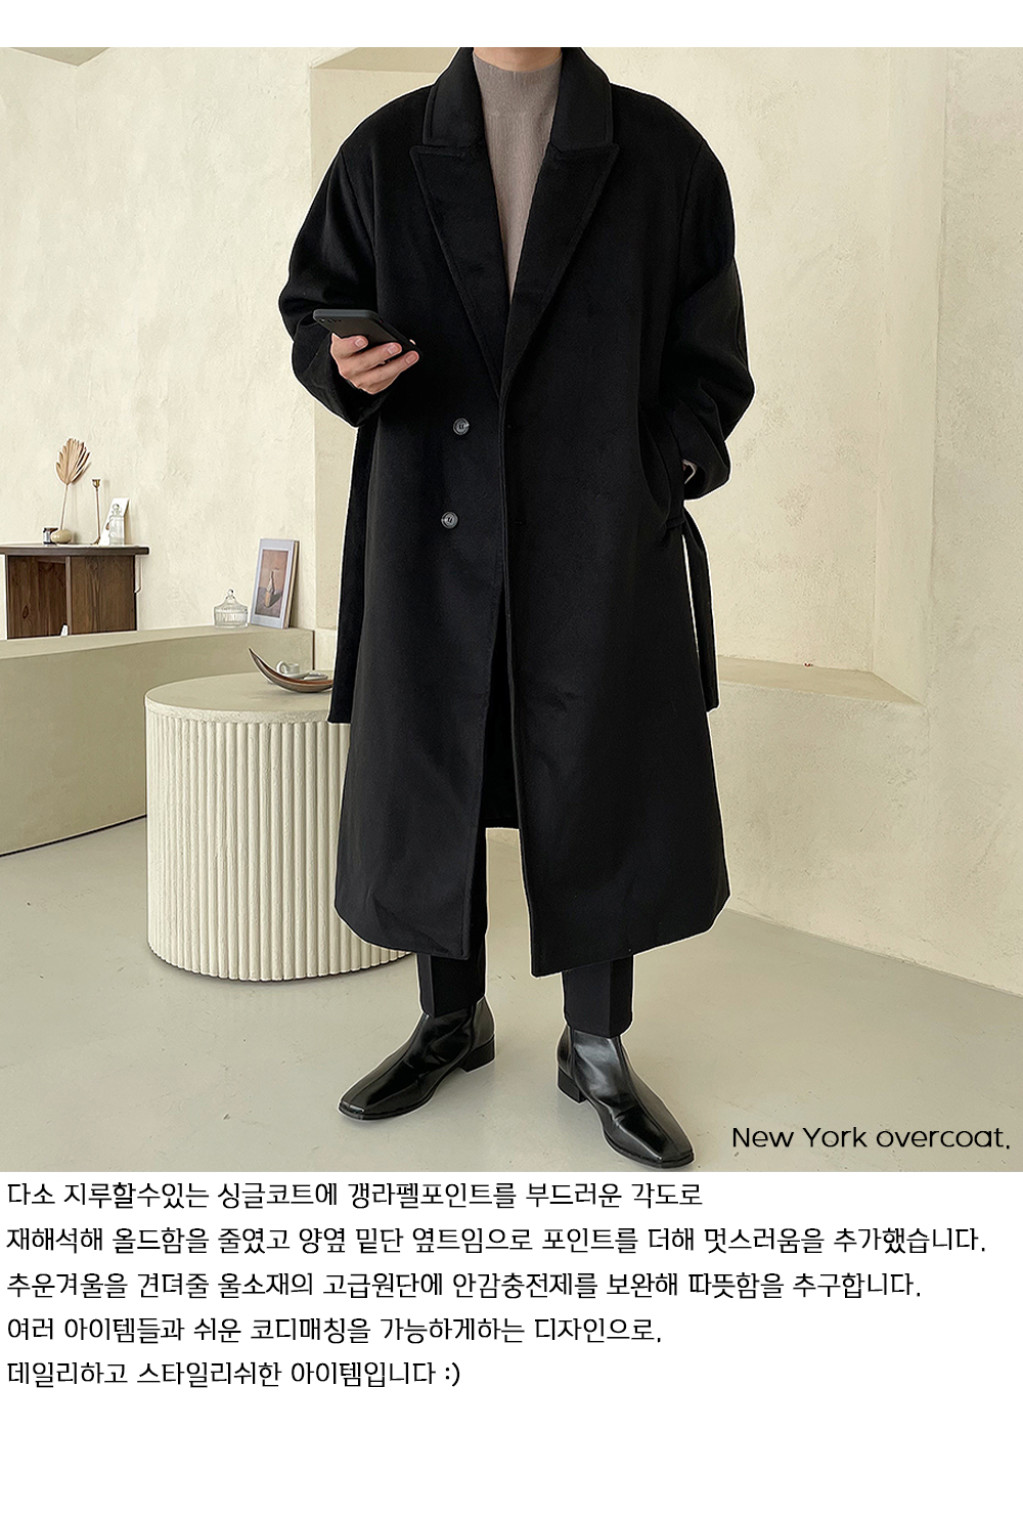 New York overcoat.
다소 지루할수있는 싱글코트에 갱라펠포인트를 부드러운 각도로
재해석해 올드함을 줄였고 양옆 밑단 옆트임으로 포인트를 더해 멋스러움을 추가했습니다.
추운겨울을 견뎌줄 울소재의 고급원단에 안감충전제를 보완해 따뜻함을 추구합니다.
여러 아이템들과 쉬운 코디매칭을 가능하게하는 디자인으로.
데일리하고 스타일리쉬한 아이템입니다 :)